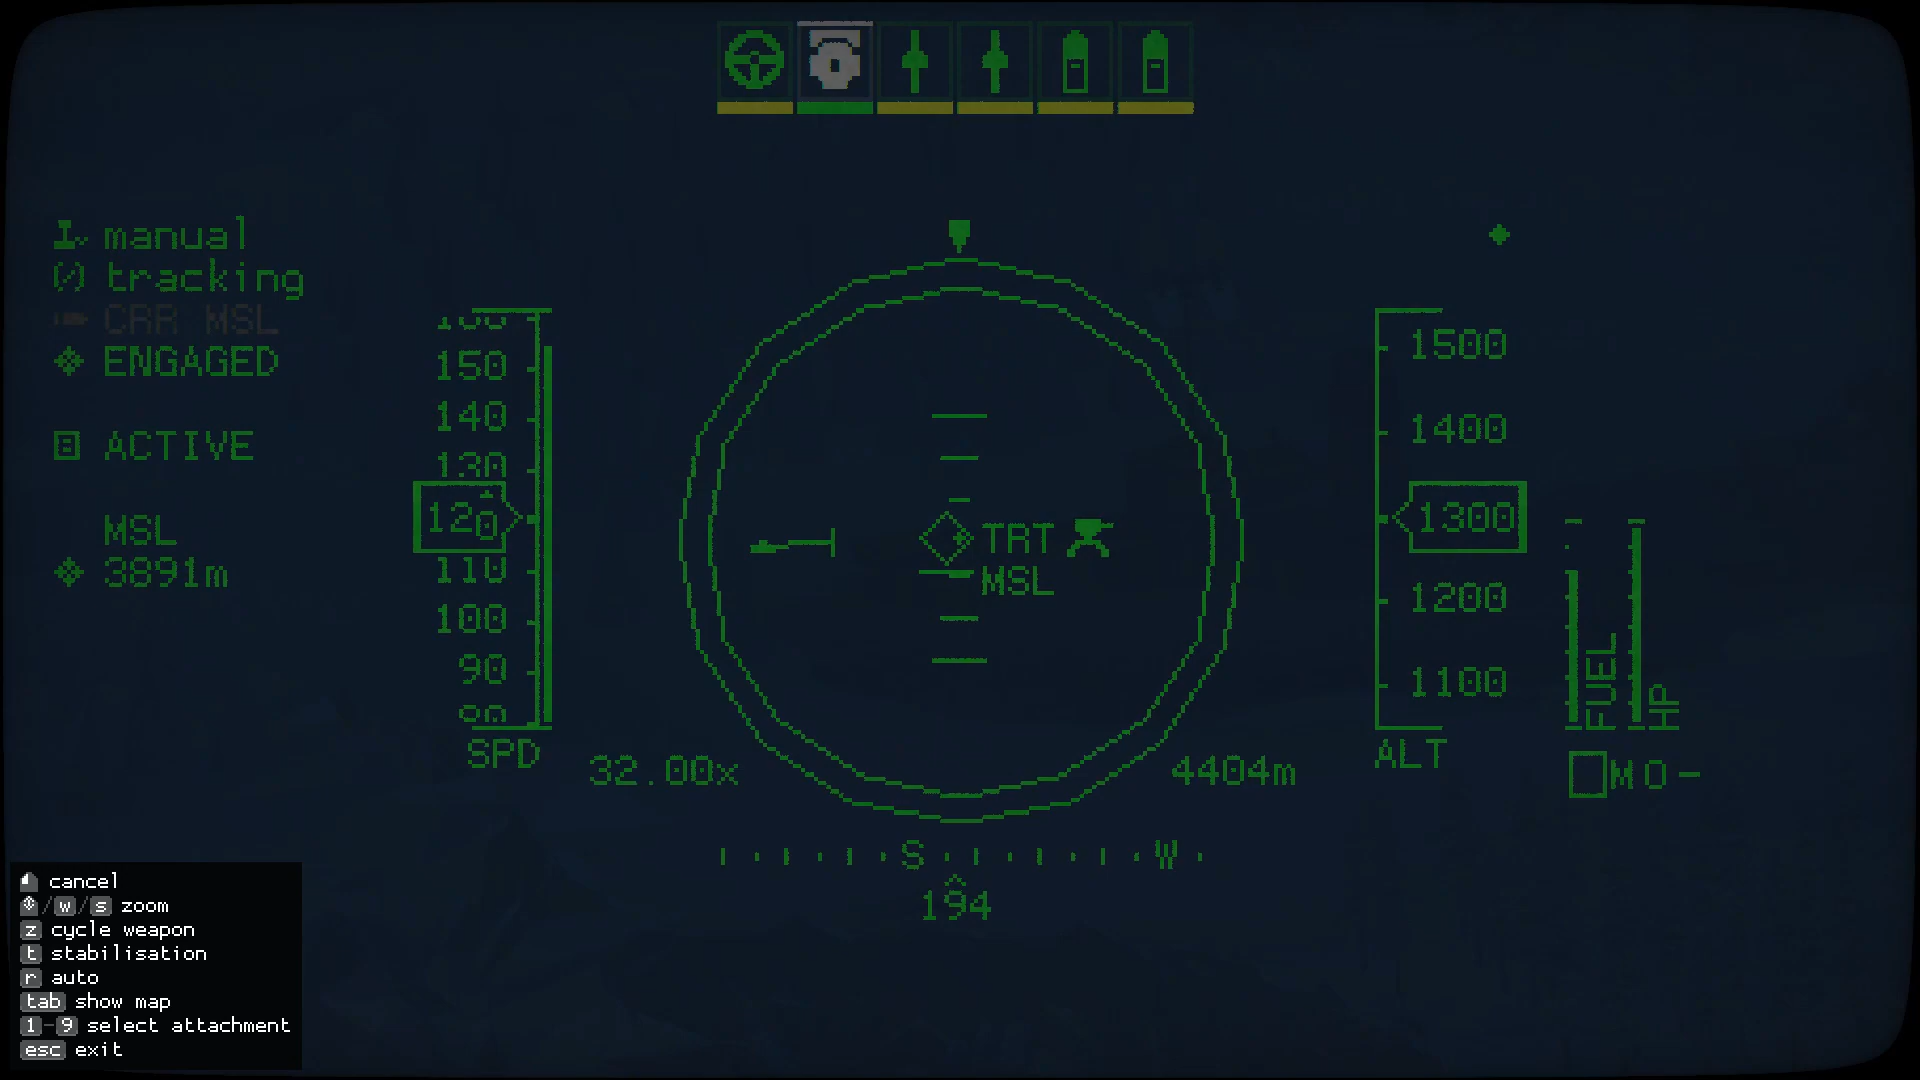 manual
tracking
CRR MSL
ENGAGED
ACTIVE
MSL
3891m
150
140
130
120
110
100
90
SPD
32.00x
TRT
MSL
4404m
1500
1400
1300
1200
1100
ALT
FUEL
HP
S W
194
cancel
/w/s zoom
z cycle weapon
t stabilisation
r auto
tab show map
1-9 select attachment
esc exit